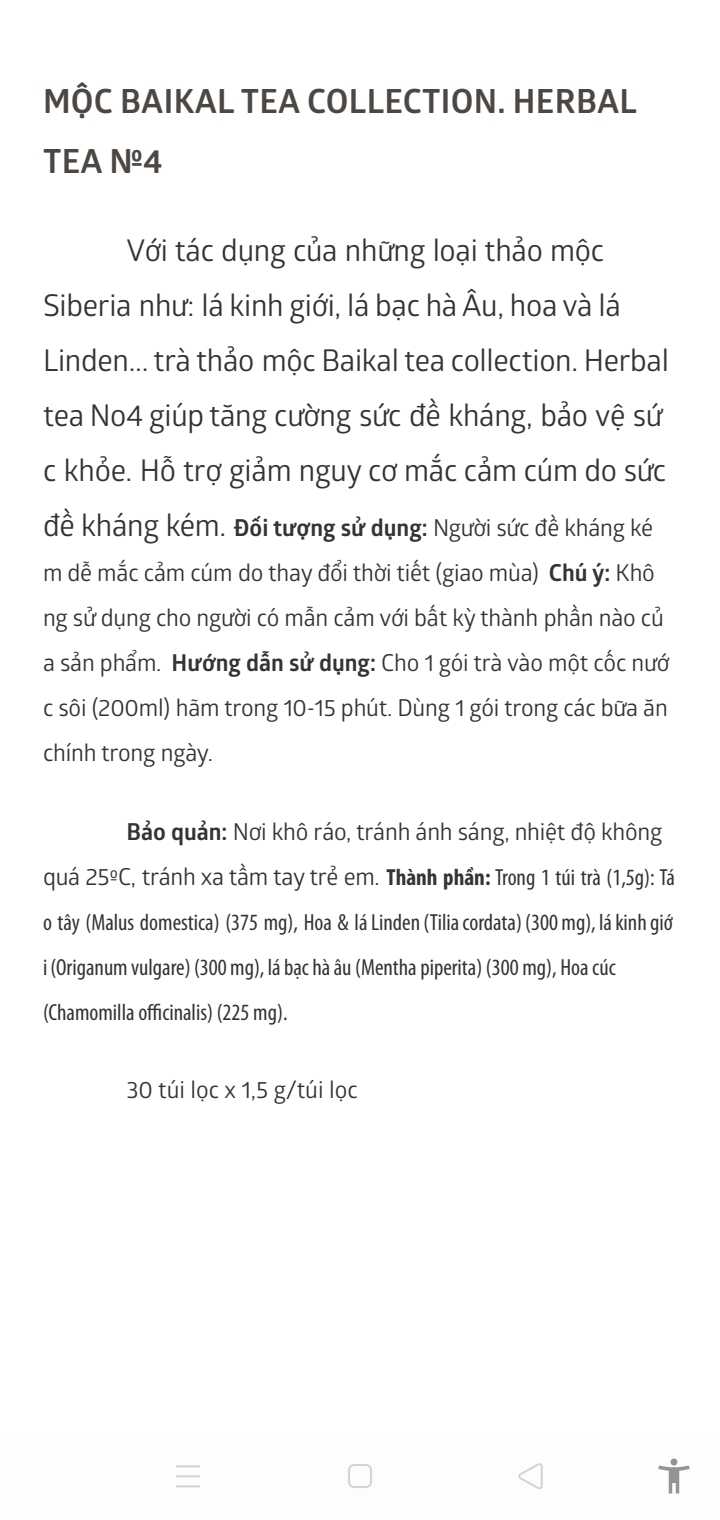 MỘC BAIKAL TEA COLLECTION. HERBAL
TEA №4
Với tác dụng của những loại thảo mộc
Siberia như: lá kinh giới, lá bạc hà Âu, hoa và lá
Linden... trà thảo mộc Baikal tea collection. Herbal
tea No4 giúp tăng cường sức đề kháng, bảo vệ sứ
c khỏe. Hỗ trợ giảm nguy cơ mắc cảm cúm do sức
đề kháng kém. Đối tượng sử dụng: Người sức đề kháng ké
m dễ mắc cảm cúm do thay đổi thời tiết (giao mùa) Chú ý: Khô
ng sử dụng cho người có mẫn cảm với bất kỳ thành phần nào củ
a sản phẩm. Hướng dẫn sử dụng: Cho 1 gói trà vào một cốc nướ
c sôi (200ml) hãm trong 10-15 phút. Dùng 1 gói trong các bữa ăn
chính trong ngày.
Bảo quản: Nơi khô ráo, tránh ánh sáng, nhiệt độ không
quá 25ºC, tránh xa tầm tay trẻ em. Thành phần: Trong 1 túi trà (1,5g): Tá
o tây (Malus domestica) (375 mg), Hoa & lá Linden (Tilia cordata) (300 mg), lá kinh giớ
i (Origanum vulgare) (300 mg), lá bạc hà âu (Mentha piperita) (300 mg), Hoa cúc
(Chamomilla officinalis) (225 mg).
30 túi lọc x 1,5 g/túi lọc